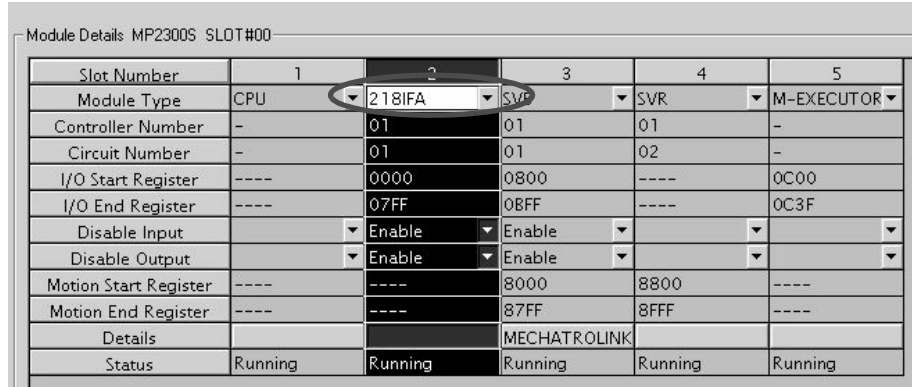 Module Details MP2300S SLOT#00
Slot Number 1 2 3 4 5
Module Type CPU 218IFA SVR M-EXECUTOR
Controller Number - 01 01 01 -
Circuit Number - 01 01 02 -
I/O Start Register ---- 0000 0800 ---- 0C00
I/O End Register ---- 07FF 0BFF ---- 0C3F
Disable Input Enable Enable
Disable Output Enable Enable
Motion Start Register ---- ---- 8000 8800 ----
Motion End Register ---- ---- 87FF 8FFF ----
Details MECHATROLINK
Status Running Running Running Running Running